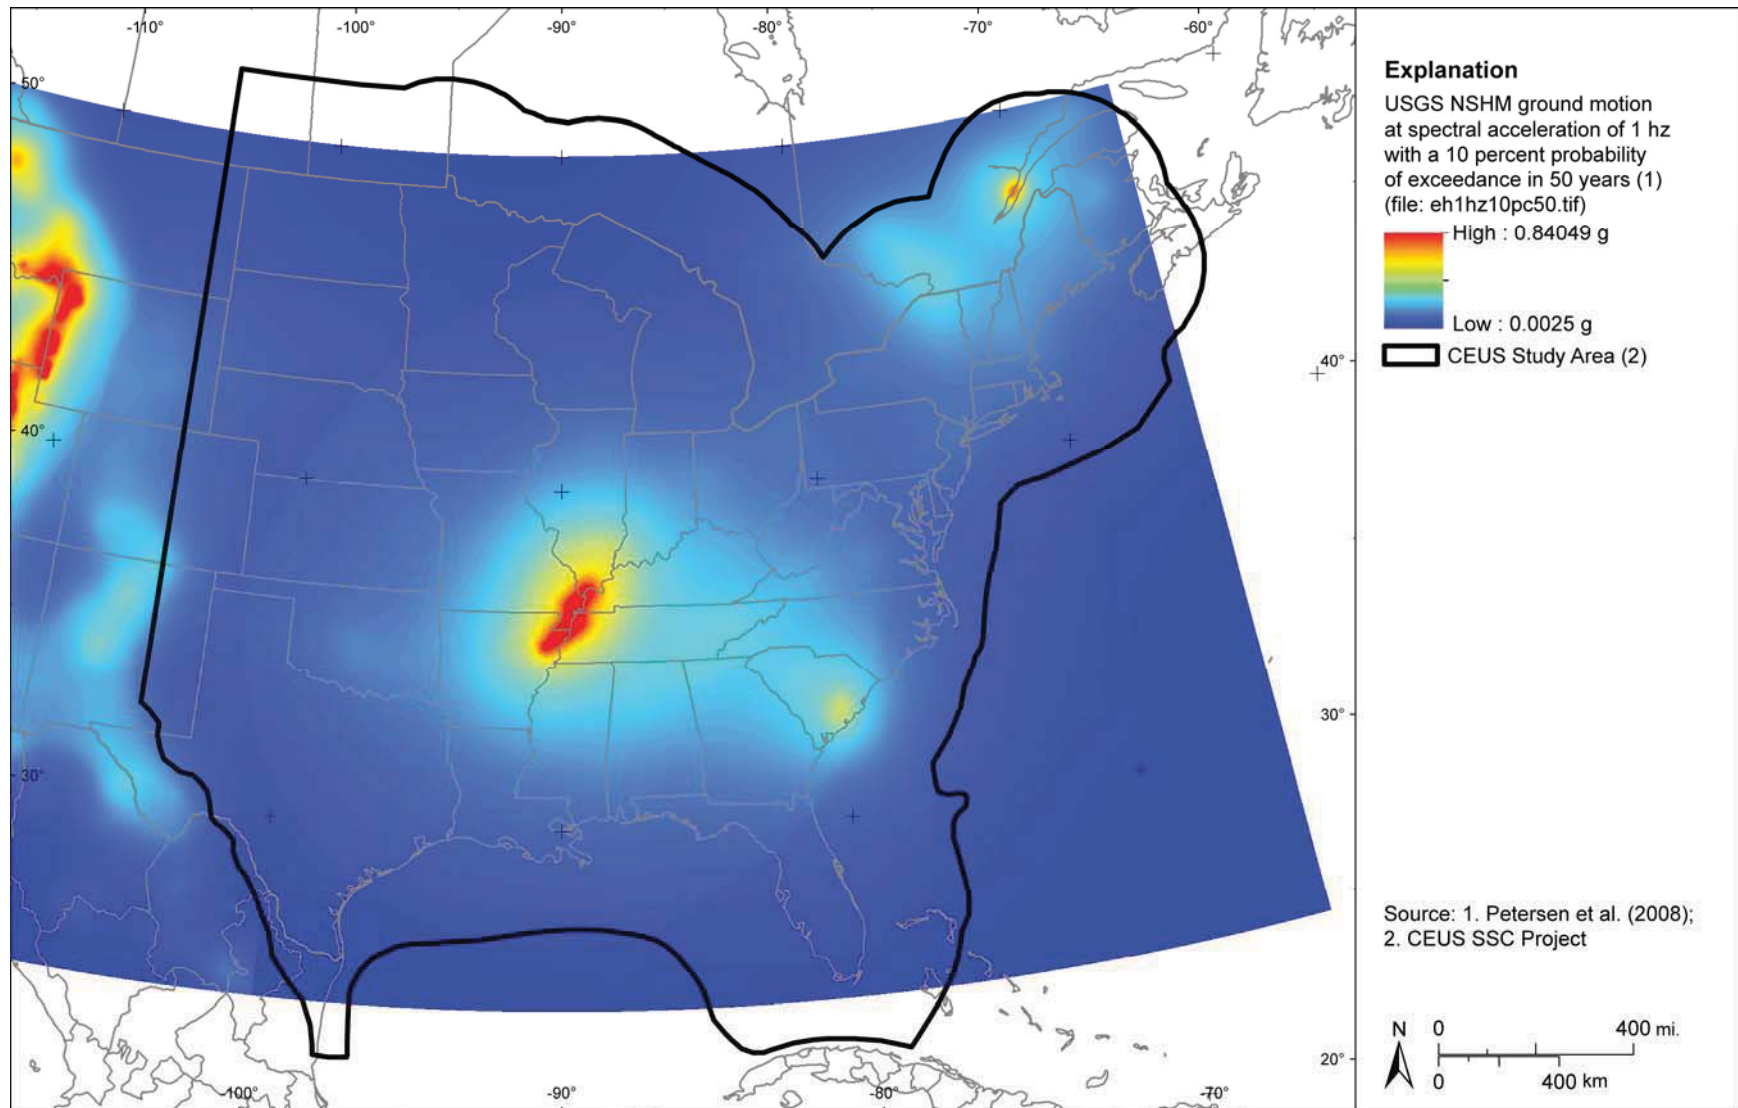 -110°
-100°
-90°
-80°
-70°
-60°
50°
40°
30°
40°
30°
20°
-100°
-90°
-80°
-70°
Explanation
USGS NSHM ground motion
at spectral acceleration of 1 hz
with a 10 percent probability
of exceedance in 50 years (1)
(file: eh1hz10pc50.tif)
High : 0.84049 g
Low : 0.0025 g
CEUS Study Area (2)
Source: 1. Petersen et al. (2008);
2. CEUS SSC Project
N
0 400 mi.
0 400 km